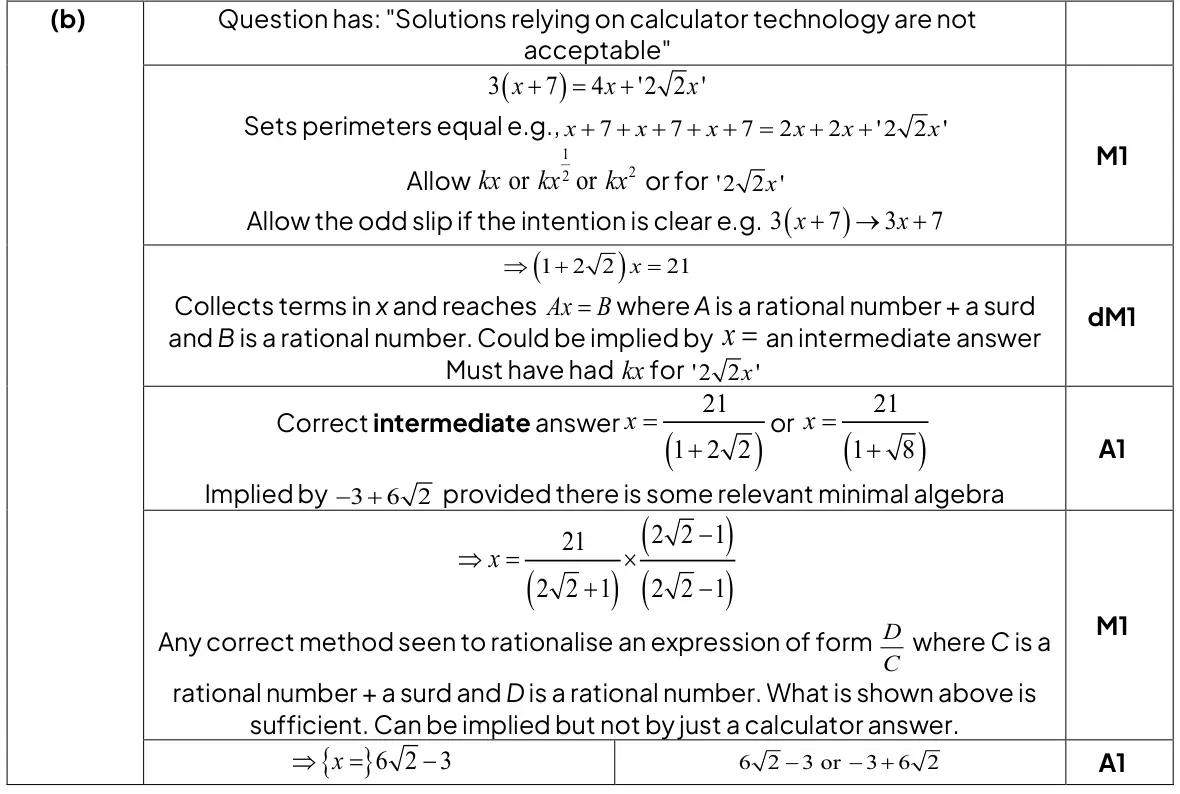 (b)
Question has: "Solutions relying on calculator technology are not
acceptable"
3(x + 7) = 4x + '2√2x'
Sets perimeters equal e.g., x + 7 + x + 7 + x + 7 = 2x + 2x + '2√2x'
Allow kx or kx^(1/2) or kx² or for '2√2x'
Allow the odd slip if the intention is clear e.g. 3(x + 7) → 3x + 7
M1
⇒ (1 + 2√2)x = 21
Collects terms in x and reaches Ax = B where A is a rational number + a surd
and B is a rational number. Could be implied by x = an intermediate answer
Must have had kx for '2√2x'
dM1
Correct intermediate answer x = 21/(1 + 2√2) or x = 21/(1 + √8)
Implied by −3 + 6√2 provided there is some relevant minimal algebra
A1
⇒ x = 21/(2√2 + 1) × (2√2 − 1)/(2√2 − 1)
Any correct method seen to rationalise an expression of form D/C where C is a
rational number + a surd and D is a rational number. What is shown above is
sufficient. Can be implied but not by just a calculator answer.
M1
⇒ {x =}6√2 − 3
6√2 − 3 or −3 + 6√2
A1